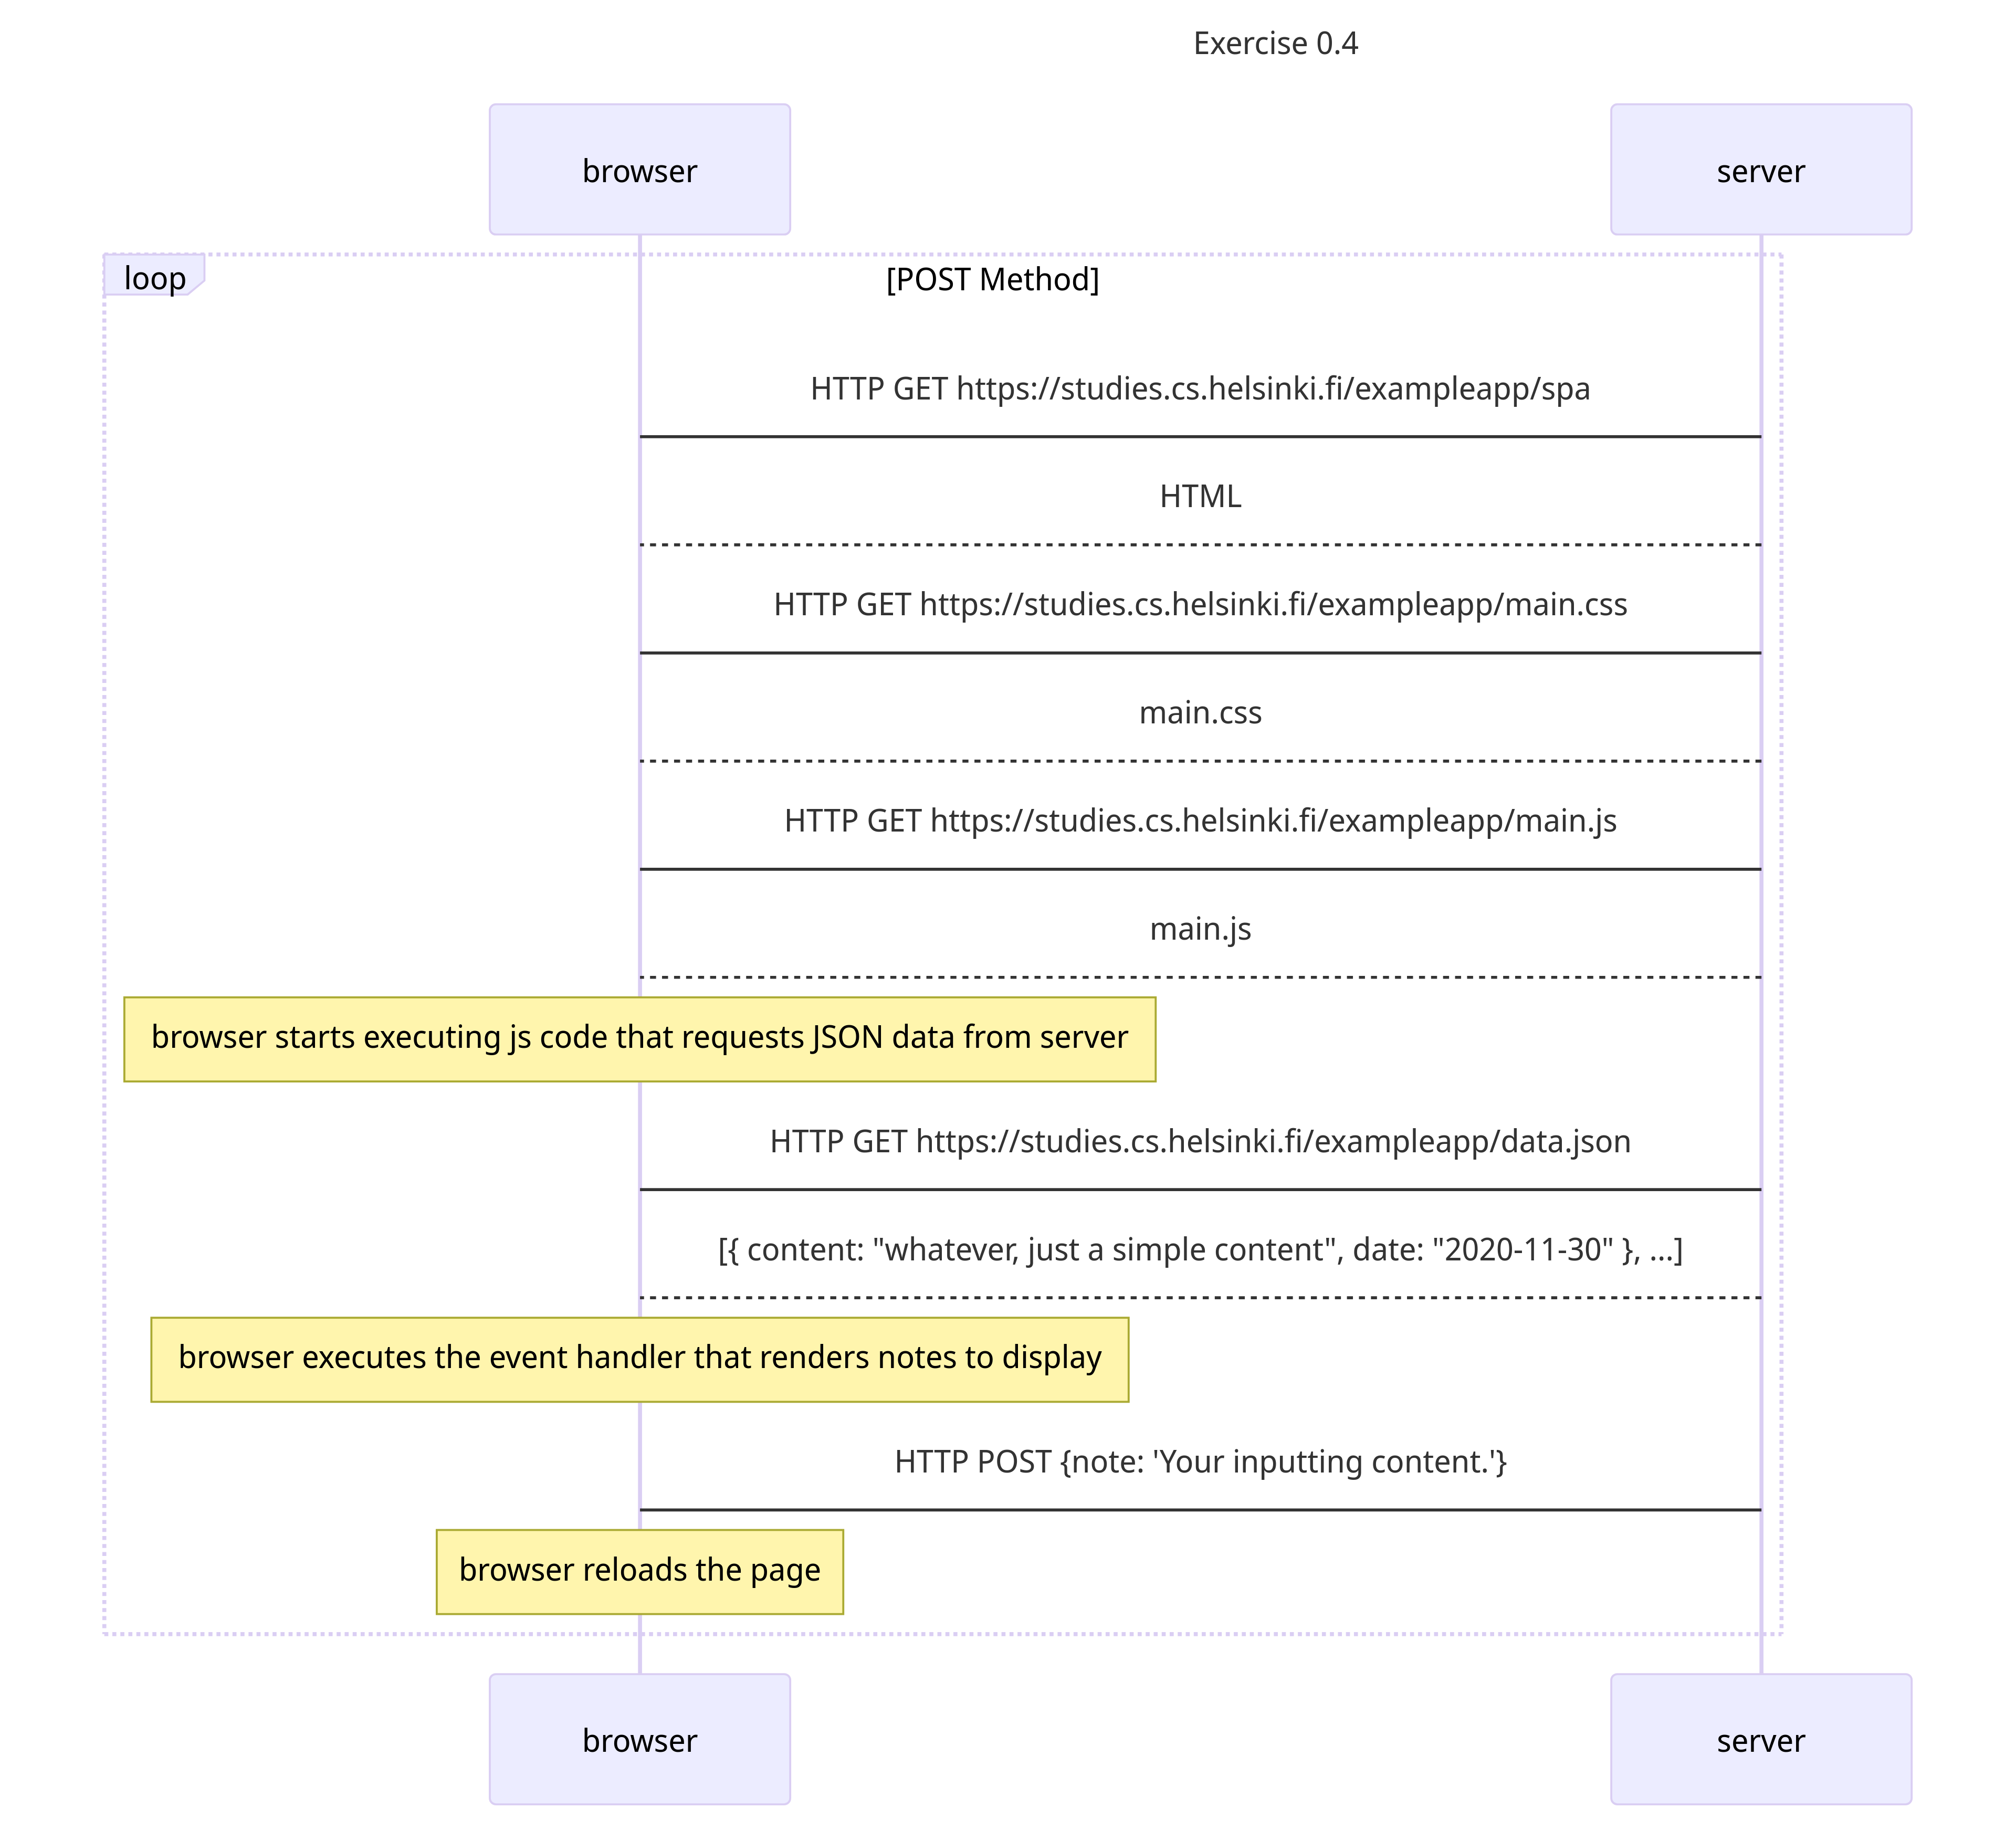 Exercise 0.4
browser
server
loop
[POST Method]
HTTP GET https://studies.cs.helsinki.fi/exampleapp/spa
HTML
HTTP GET https://studies.cs.helsinki.fi/exampleapp/main.css
main.css
HTTP GET https://studies.cs.helsinki.fi/exampleapp/main.js
main.js
browser starts executing js code that requests JSON data from server
HTTP GET https://studies.cs.helsinki.fi/exampleapp/data.json
[{ content: "whatever, just a simple content", date: "2020-11-30" }, ...]
browser executes the event handler that renders notes to display
HTTP POST {note: 'Your inputting content.'}
browser reloads the page
browser
server